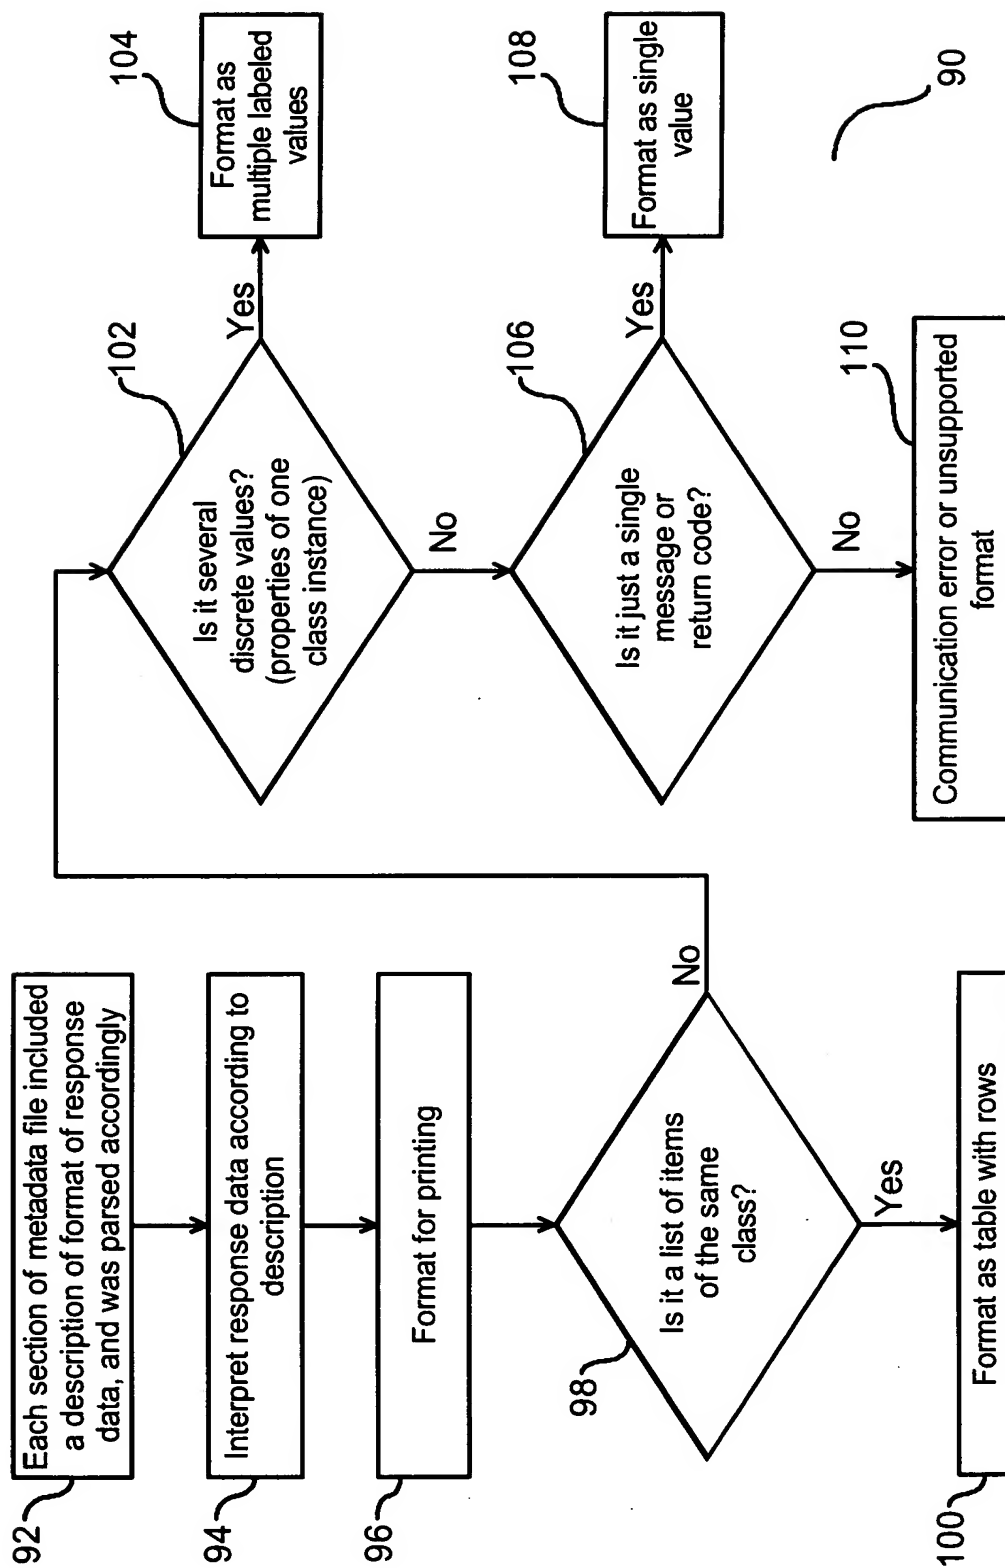 92
Each section of metadata file included
a description of format of response
data, and was parsed accordingly
94
Interpret response data according to
description
96
Format for printing
98
Is it a list of items
of the same
class?
No
Yes
100
Format as table with rows
102
Is it several
discrete values?
(properties of one
class instance)
Yes
104
Format as
multiple labeled
values
No
106
Is it just a single
message or
return code?
Yes
108
Format as single
value
No
110
Communication error or unsupported
format
90